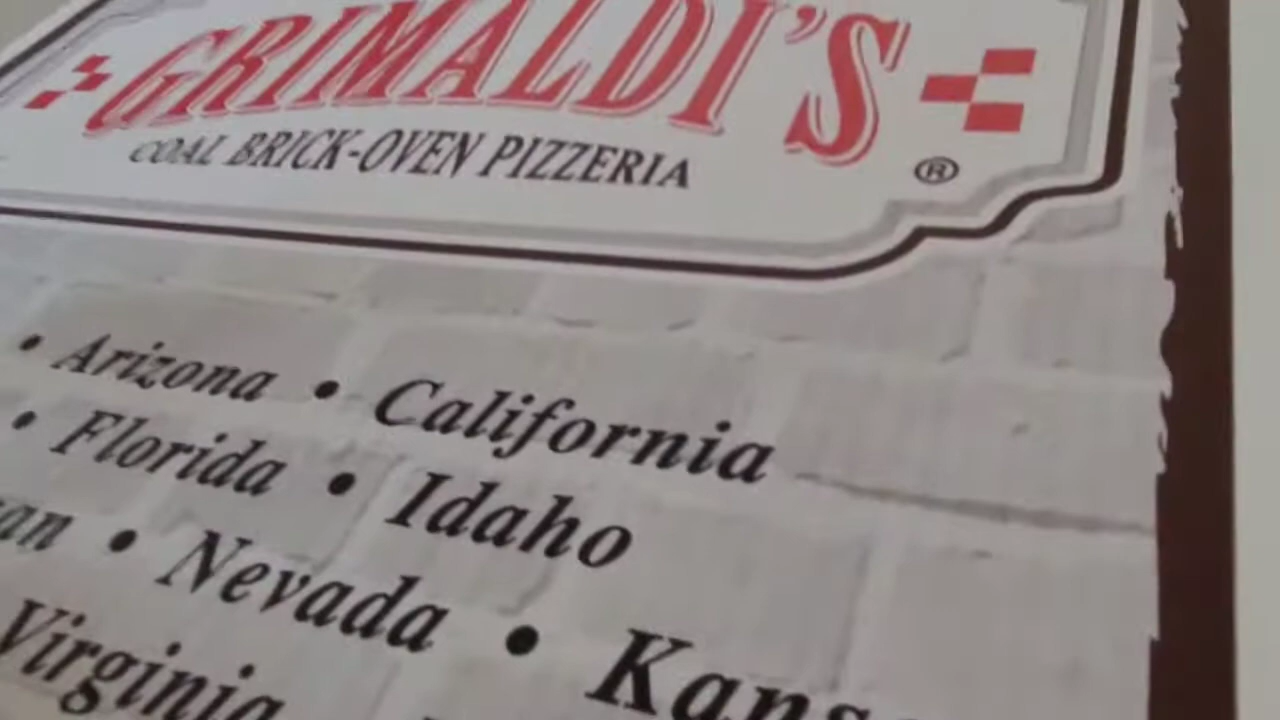 GRIMALDI'S
COAL BRICK-OVEN PIZZERIA ®
• Arizona • California
• Florida • Idaho
• Nevada •
Virginia